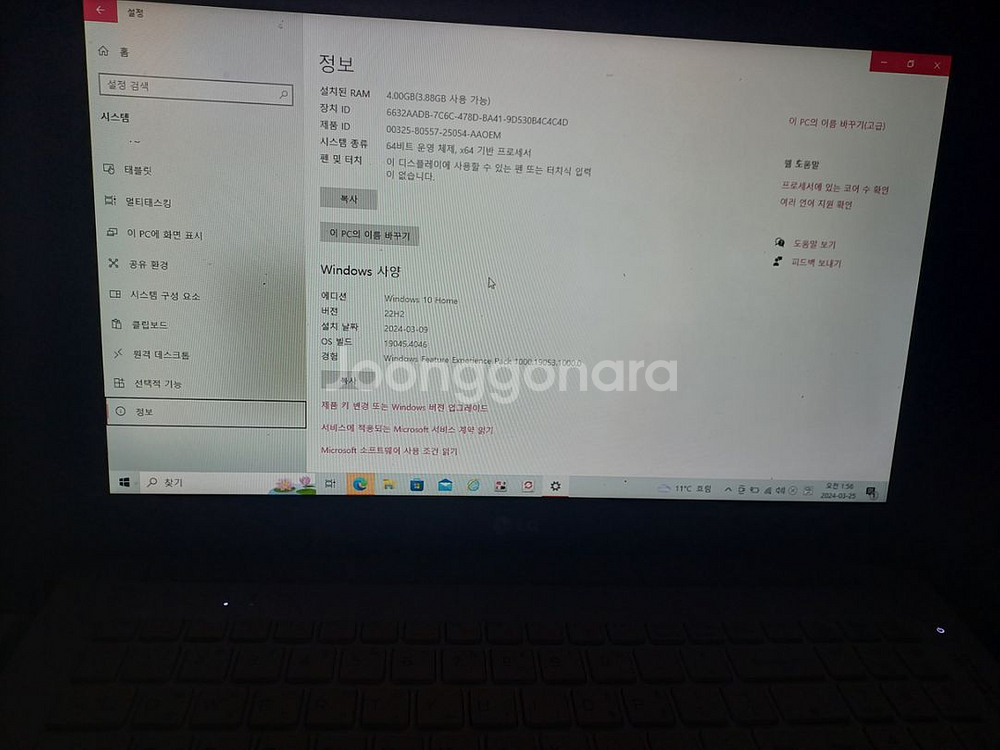 설정
홈
설정 검색
시스템
태블릿
멀티태스킹
이 PC에 화면 표시
공유 환경
시스템 구성 요소
클립보드
원격 데스크톱
선택적 기능
정보
정보
설치된 RAM 4.00GB(3.88GB 사용 가능)
장치 ID 6632AADB-7C6C-478D-BA41-9D530B4C4C4D
제품 ID 00325-80557-25054-AAOEM
시스템 종류 64비트 운영 체제, x64 기반 프로세서
펜 및 터치 이 디스플레이에 사용할 수 있는 펜 또는 터치식 입력
이 없습니다.
복사
이 PC의 이름 바꾸기
Windows 사양
에디션 Windows 10 Home
버전 22H2
설치 날짜 2024-03-09
OS 빌드 19045.4046
경험 Windows Feature Experience Pack 1000.19053.1000.0
복사
Joonggonara
제품 키 변경 또는 Windows 버전 업그레이드
서비스에 적용되는 Microsoft 서비스 계약 읽기
Microsoft 소프트웨어 사용 조건 읽기
이 PC의 이름 바꾸기(고급)
웹 도움말
프로세서에 있는 코어 수 확인
여러 언어 지원 확인
도움말 보기
피드백 보내기
찾기
11°C 흐림
오전 1:56
2024-03-25
LG